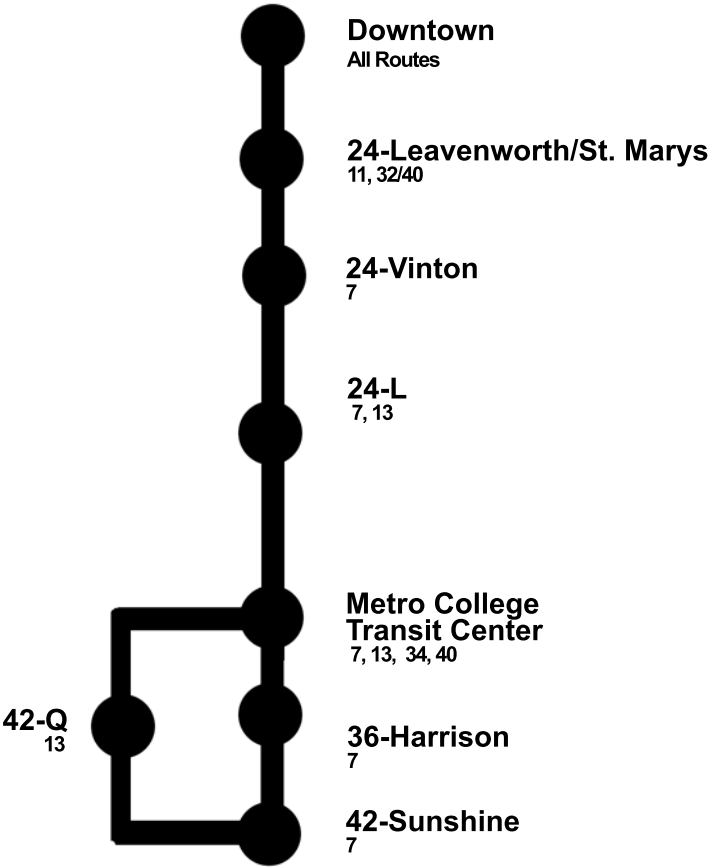 Downtown
All Routes
24-Leavenworth/St. Marys
11, 32/40
24-Vinton
7
24-L
7, 13
Metro College
Transit Center
7, 13, 34, 40
42-Q
13
36-Harrison
7
42-Sunshine
7